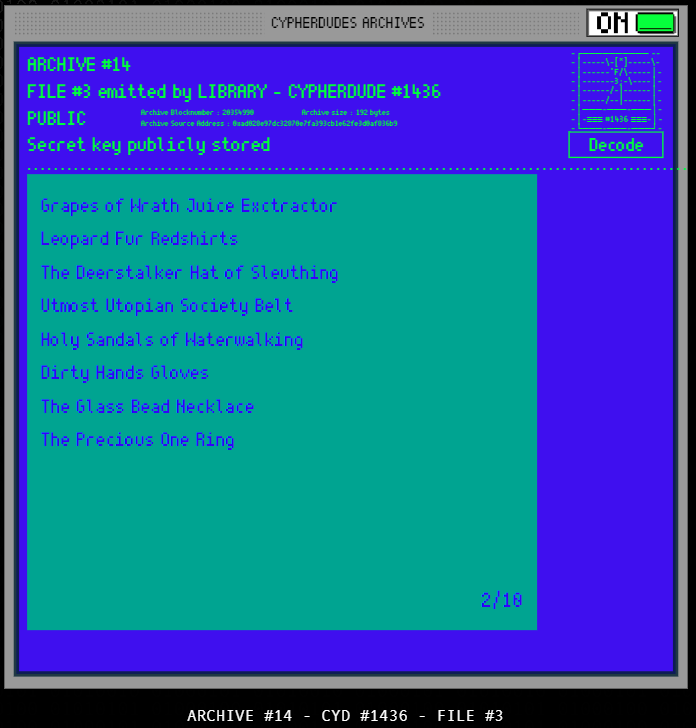 CYPHERDUDES ARCHIVES
ON
ARCHIVE #14
FILE #3 emitted by LIBRARY - CYPHERDUDE #1436
PUBLIC
Archive Blocknumber : 20354990 Archive size : 192 bytes
Archive Source Address :
Secret key publicly stored
#1436
Decode
Grapes of Wrath Juice Exctractor
Leopard Fur Redshirts
The Deerstalker Hat of Sleuthing
Utmost Utopian Society Belt
Holy Sandals of Waterwalking
Dirty Hands Gloves
The Glass Bead Necklace
The Precious One Ring
2/10
ARCHIVE #14 - CYD #1436 - FILE #3